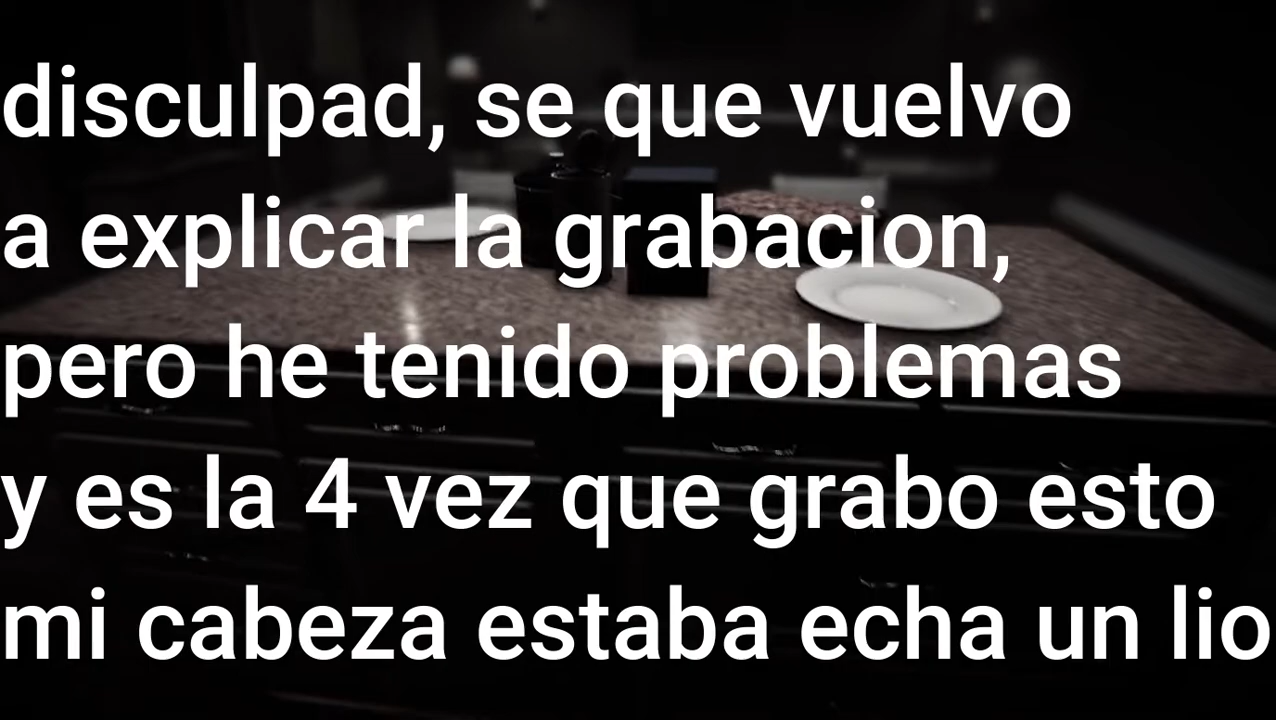 disculpad, se que vuelvo
a explicar la grabacion,
pero he tenido problemas
y es la 4 vez que grabo esto
mi cabeza estaba echa un lio